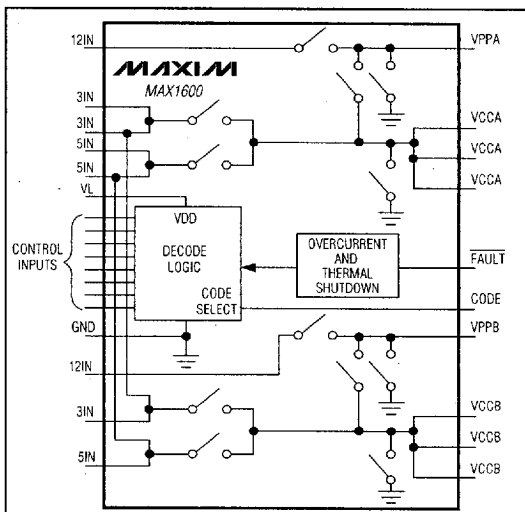 12IN
VPPA
MAXIM
MAX1600
3IN
3IN
5IN
5IN
VCCA
VCCA
VCCA
VL
VDD
CONTROL
INPUTS
DECODE
LOGIC
CODE
SELECT
OVERCURRENT
AND
THERMAL
SHUTDOWN
FAULT
CODE
GND
VPPB
12IN
3IN
5IN
VCCB
VCCB
VCCB